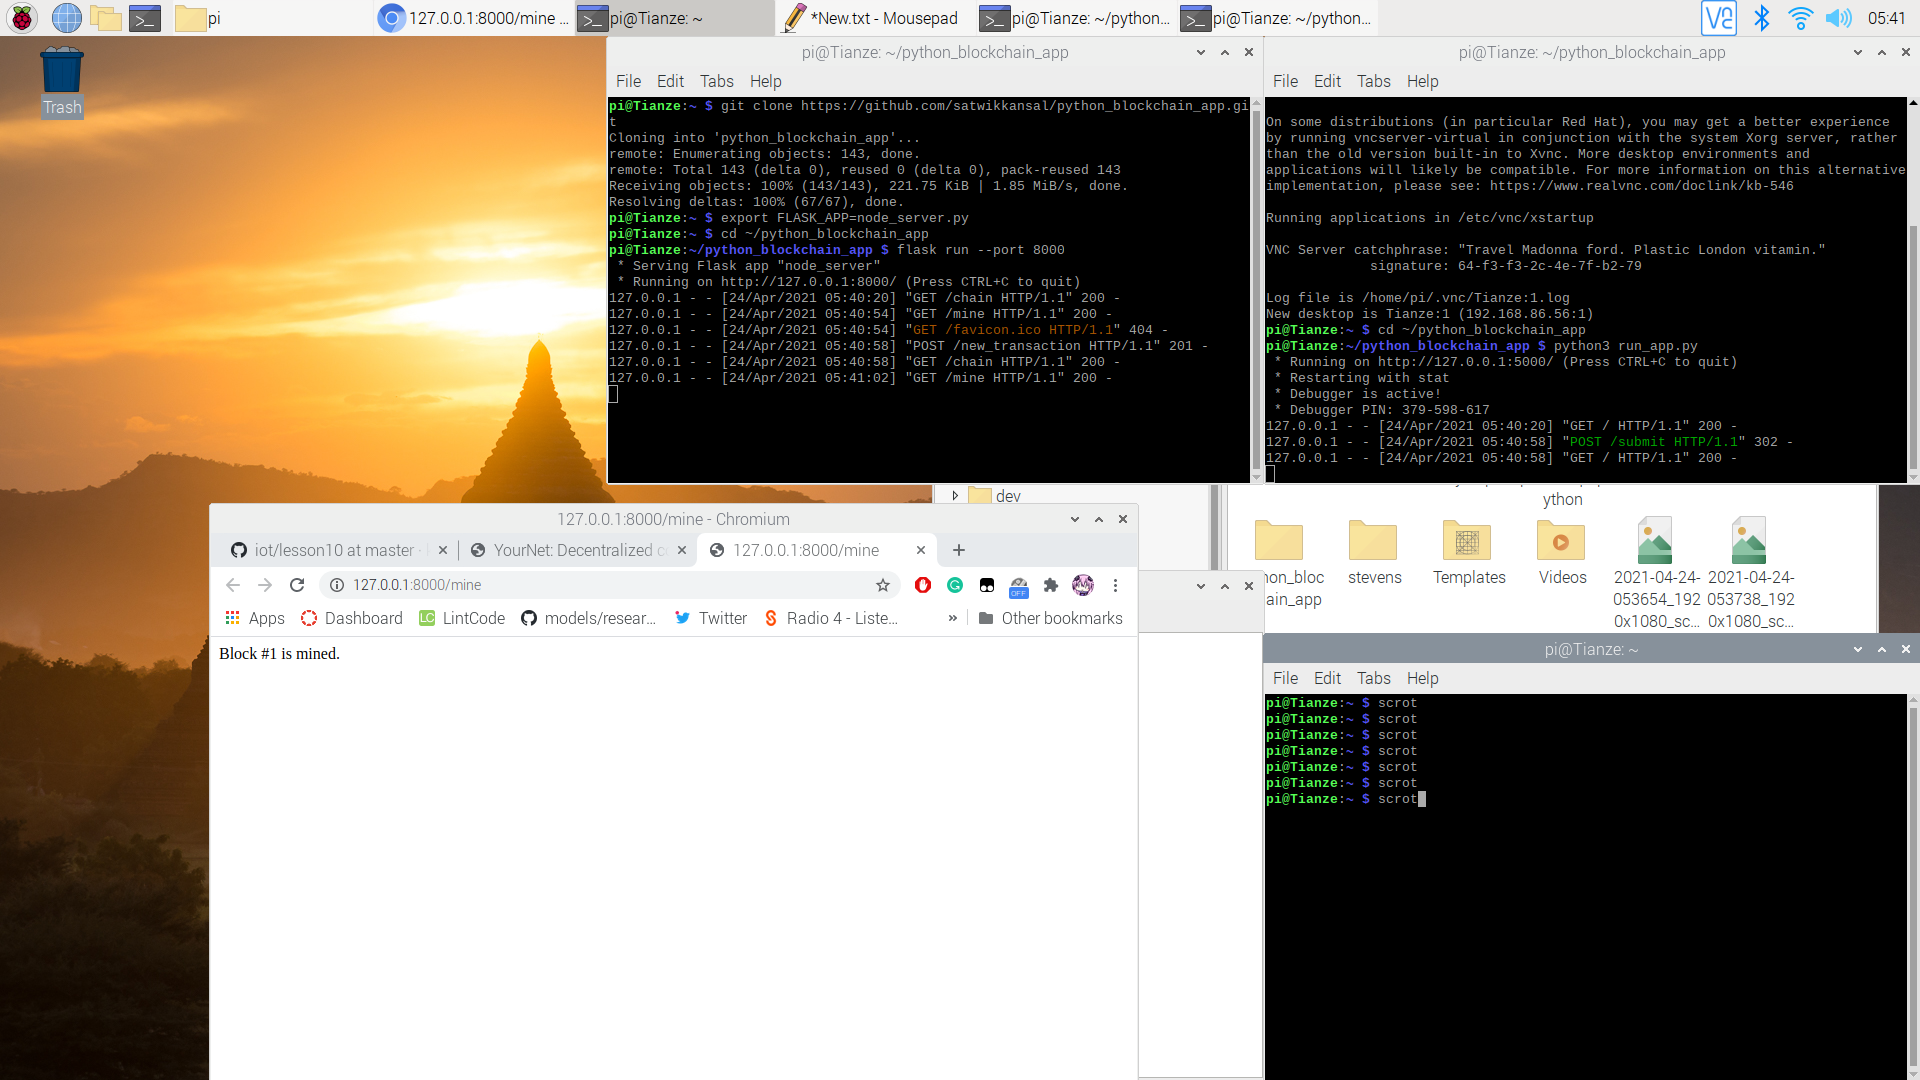 pi
127.0.0.1:8000/mine ...
pi@Tianze: ~
*New.txt - Mousepad
pi@Tianze: ~/python...
pi@Tianze: ~/python...
05:41
Trash
pi@Tianze: ~/python_blockchain_app
File Edit Tabs Help
pi@Tianze:~ $ git clone https://github.com/satwikkansal/python_blockchain_app.gi
t
Cloning into 'python_blockchain_app'...
remote: Enumerating objects: 143, done.
remote: Total 143 (delta 0), reused 0 (delta 0), pack-reused 143
Receiving objects: 100% (143/143), 221.75 KiB | 1.85 MiB/s, done.
Resolving deltas: 100% (67/67), done.
pi@Tianze:~ $ export FLASK_APP=node_server.py
pi@Tianze:~ $ cd ~/python_blockchain_app
pi@Tianze:~/python_blockchain_app $ flask run --port 8000
* Serving Flask app "node_server"
* Running on http://127.0.0.1:8000/ (Press CTRL+C to quit)
127.0.0.1 - - [24/Apr/2021 05:40:20] "GET /chain HTTP/1.1" 200 -
127.0.0.1 - - [24/Apr/2021 05:40:54] "GET /mine HTTP/1.1" 200 -
127.0.0.1 - - [24/Apr/2021 05:40:54] "GET /favicon.ico HTTP/1.1" 404 -
127.0.0.1 - - [24/Apr/2021 05:40:58] "POST /new_transaction HTTP/1.1" 201 -
127.0.0.1 - - [24/Apr/2021 05:40:58] "GET /chain HTTP/1.1" 200 -
127.0.0.1 - - [24/Apr/2021 05:41:02] "GET /mine HTTP/1.1" 200 -
pi@Tianze: ~/python_blockchain_app
File Edit Tabs Help
On some distributions (in particular Red Hat), you may get a better experience
by running vncserver-virtual in conjunction with the system Xorg server, rather
than the old version built-in to Xvnc. More desktop environments and
applications will likely be compatible. For more information on this alternative
implementation, please see: https://www.realvnc.com/doclink/kb-546
Running applications in /etc/vnc/xstartup
VNC Server catchphrase: "Travel Madonna ford. Plastic London vitamin."
signature: 64-f3-f3-2c-4e-7f-b2-79
Log file is /home/pi/.vnc/Tianze:1.log
New desktop is Tianze:1 (192.168.86.56:1)
pi@Tianze:~ $ cd ~/python_blockchain_app
pi@Tianze:~/python_blockchain_app $ python3 run_app.py
* Running on http://127.0.0.1:5000/ (Press CTRL+C to quit)
* Restarting with stat
* Debugger is active!
* Debugger PIN: 379-598-617
127.0.0.1 - - [24/Apr/2021 05:40:20] "GET / HTTP/1.1" 200 -
127.0.0.1 - - [24/Apr/2021 05:40:58] "POST /submit HTTP/1.1" 302 -
127.0.0.1 - - [24/Apr/2021 05:40:58] "GET / HTTP/1.1" 200 -
dev
ython
hon_bloc
ain_app
stevens
Templates
Videos
2021-04-24-
053654_192
0x1080_sc...
2021-04-24-
053738_192
0x1080_sc...
127.0.0.1:8000/mine - Chromium
iot/lesson10 at master ·
YourNet: Decentralized c
127.0.0.1:8000/mine
127.0.0.1:8000/mine
OFF
Apps
Dashboard
LC LintCode
models/resear...
Twitter
Radio 4 - Liste...
»
Other bookmarks
Block #1 is mined.
pi@Tianze: ~
File Edit Tabs Help
pi@Tianze:~ $ scrot
pi@Tianze:~ $ scrot
pi@Tianze:~ $ scrot
pi@Tianze:~ $ scrot
pi@Tianze:~ $ scrot
pi@Tianze:~ $ scrot
pi@Tianze:~ $ scrot